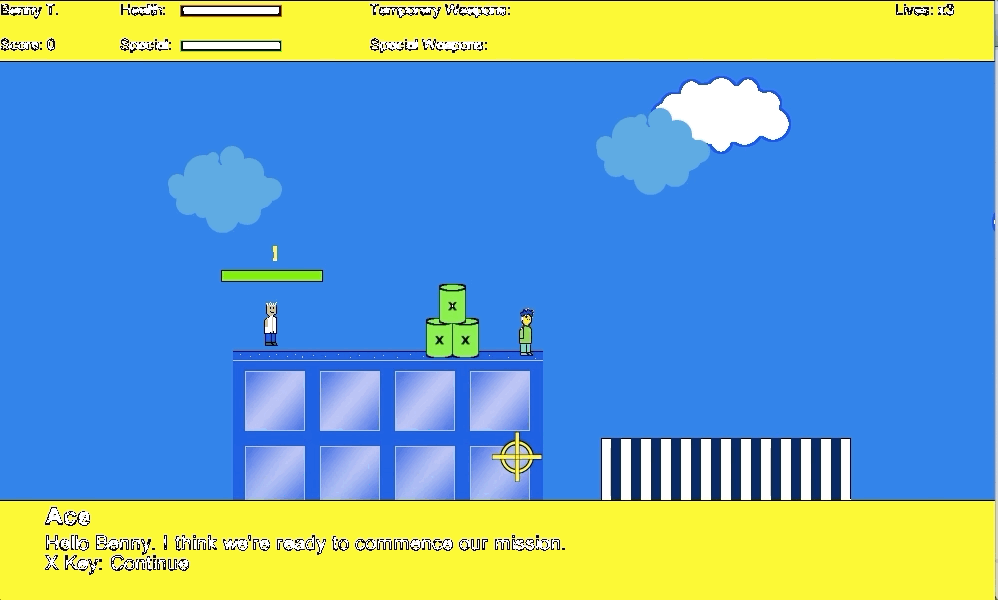 Benny T. Health: Temporary Weapons: Lives: x3
Score: 0 Special: Special Weapons:
1
x
x x
Ace
Hello Benny. I think we're ready to commence our mission.
X Key: Continue